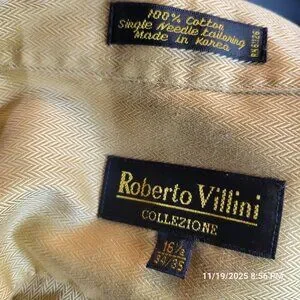 100% Cotton
Single Needle tailoring
Made in Korea
Roberto Villini
COLLEZIONE
16½
34/35
11/19/2025 8:56 PM